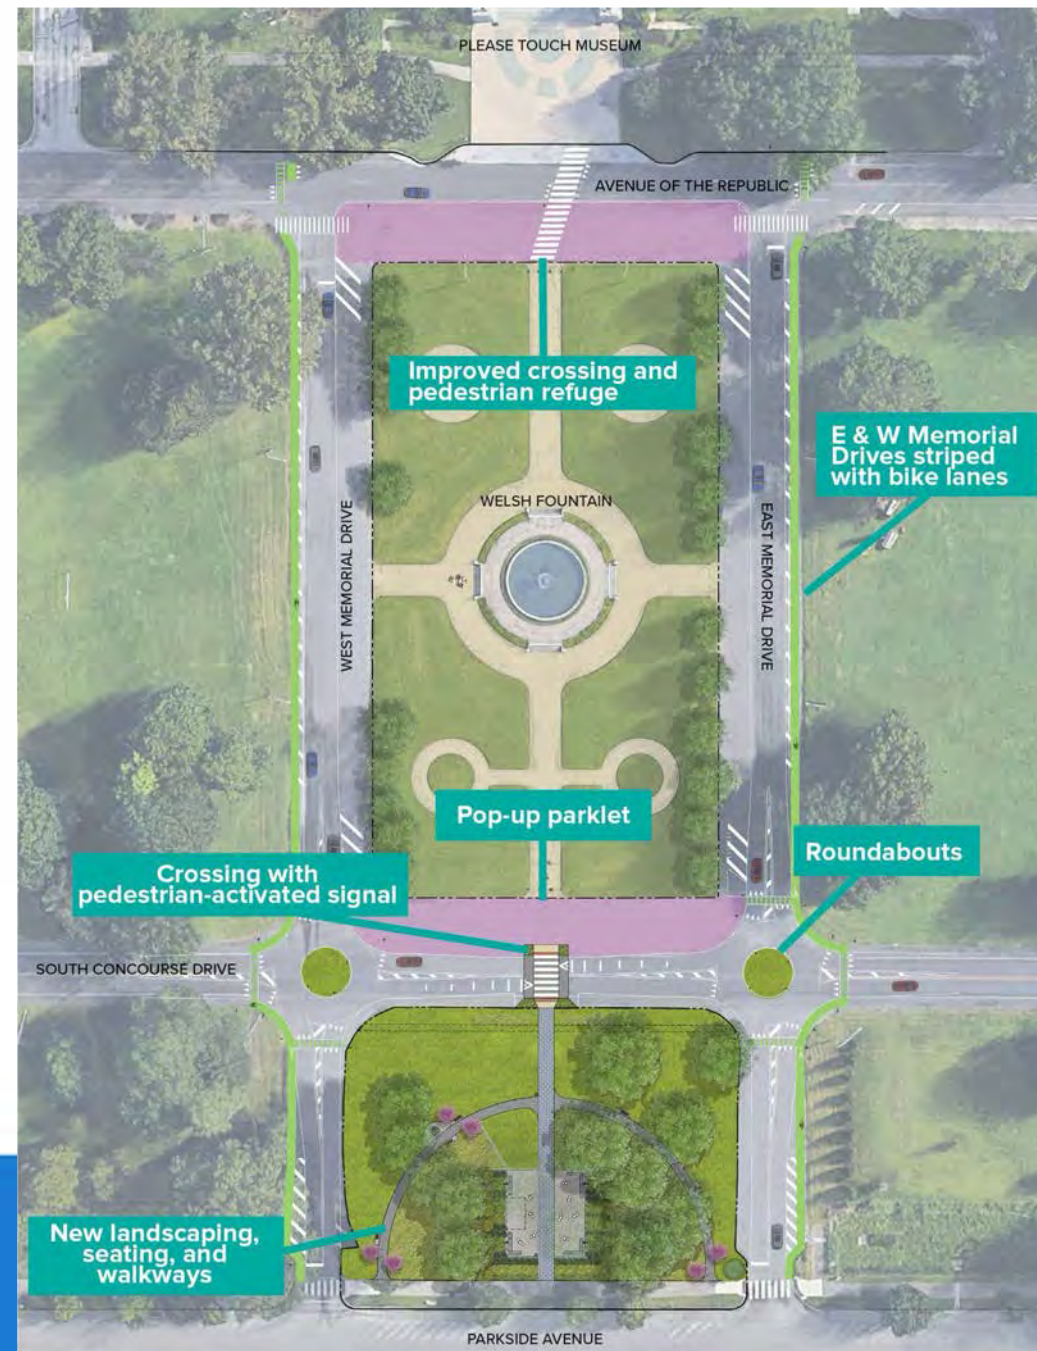 PLEASE TOUCH MUSEUM
AVENUE OF THE REPUBLIC
Improved crossing and
pedestrian refuge
E & W Memorial
Drives striped
with bike lanes
WELSH FOUNTAIN
WEST MEMORIAL DRIVE
EAST MEMORIAL DRIVE
Pop-up parklet
Roundabouts
Crossing with
pedestrian-activated signal
SOUTH CONCOURSE DRIVE
New landscaping,
seating, and
walkways
PARKSIDE AVENUE